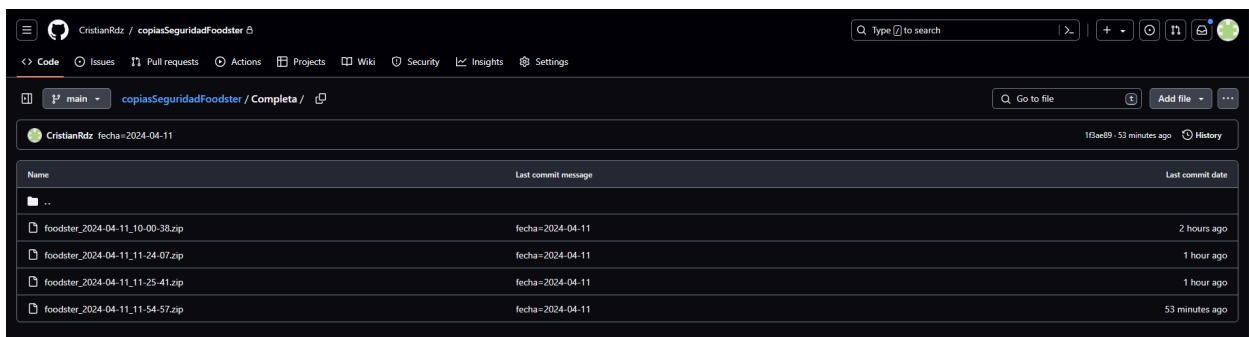 CristianRdz / copiasSeguridadFoodster
Type / to search
Code Issues Pull requests Actions Projects Wiki Security Insights Settings
main copiasSeguridadFoodster / Completa /
Go to file t Add file
CristianRdz fecha=2024-04-11
1f3ae89 · 53 minutes ago History
Name Last commit message Last commit date
..
foodster_2024-04-11_10-00-38.zip fecha=2024-04-11 2 hours ago
foodster_2024-04-11_11-24-07.zip fecha=2024-04-11 1 hour ago
foodster_2024-04-11_11-25-41.zip fecha=2024-04-11 1 hour ago
foodster_2024-04-11_11-54-57.zip fecha=2024-04-11 53 minutes ago